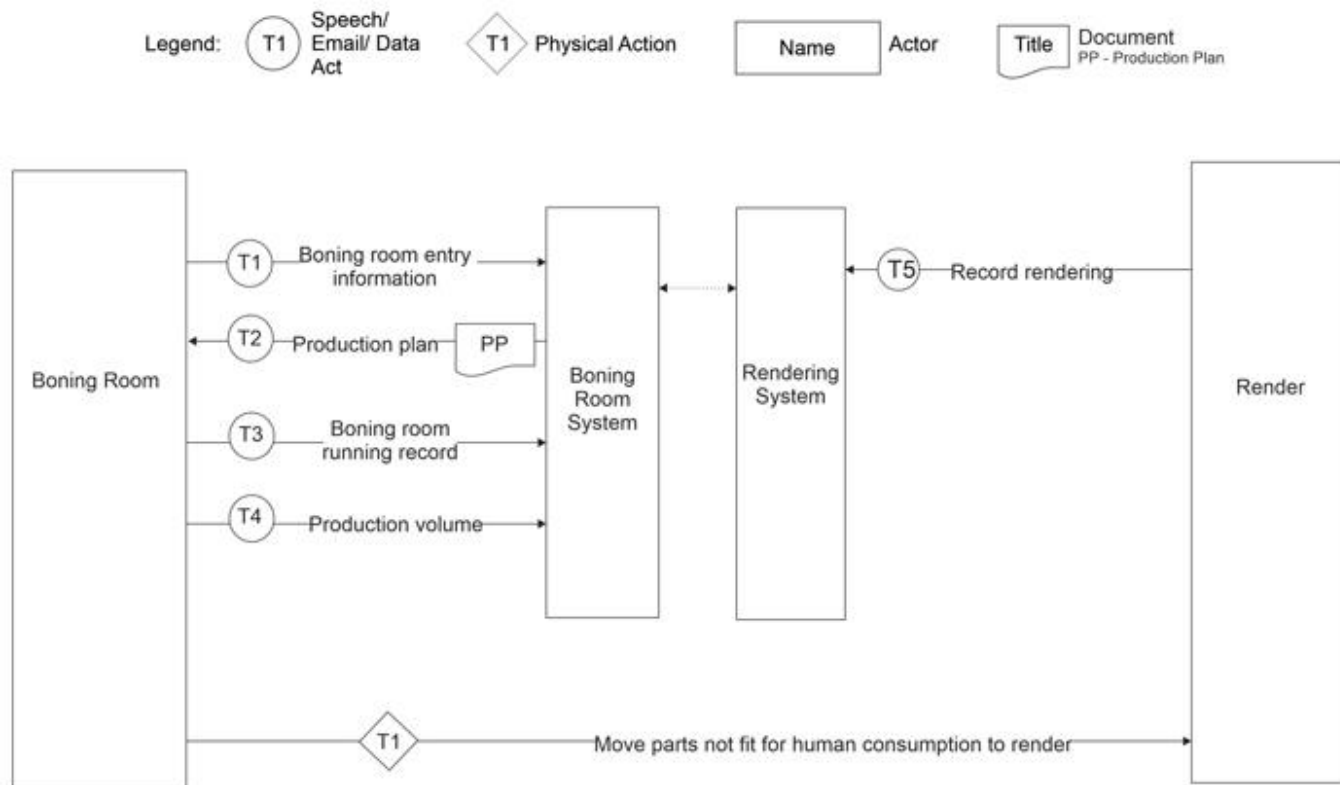 Legend:
T1
Speech/
Email/ Data
Act
T1
Physical Action
Name
Actor
Title
Document
PP - Production Plan
Boning Room
T1
Boning room entry
information
T2
Production plan
PP
T3
Boning room
running record
T4
Production volume
Boning
Room
System
Rendering
System
T5
Record rendering
Render
T1
Move parts not fit for human consumption to render